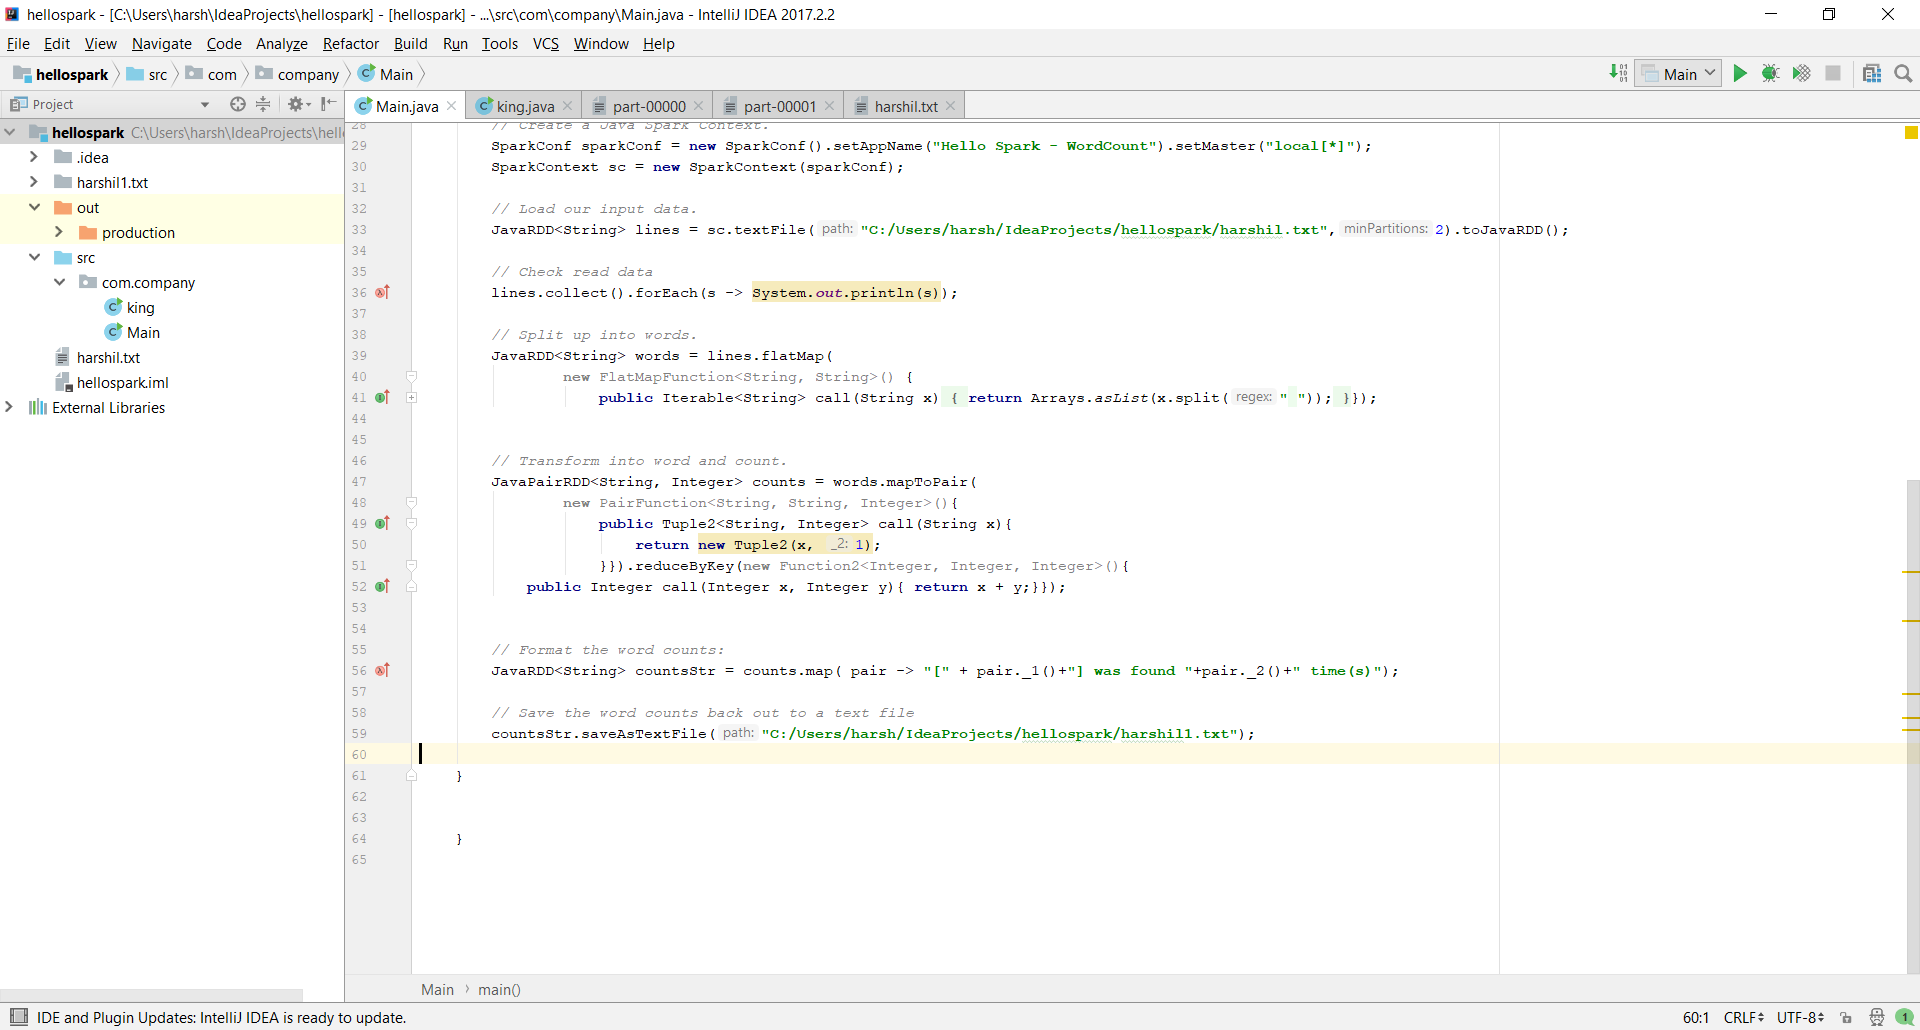 hellospark - [C:\Users\harsh\IdeaProjects\hellospark] - [hellospark] - ...\src\com\company\Main.java - IntelliJ IDEA 2017.2.2
File Edit View Navigate Code Analyze Refactor Build Run Tools VCS Window Help
hellospark src com company Main
Main
Project
Main.java king.java part-00000 part-00001 harshil.txt
hellospark C:\Users\harsh\IdeaProjects\hell
.idea
harshil1.txt
out
production
src
com.company
king
Main
harshil.txt
hellospark.iml
External Libraries
28 // Create a Java Spark Context.
29 SparkConf sparkConf = new SparkConf().setAppName("Hello Spark - WordCount").setMaster("local[*]");
30 SparkContext sc = new SparkContext(sparkConf);
31
32 // Load our input data.
33 JavaRDD<String> lines = sc.textFile( path: "C:/Users/harsh/IdeaProjects/hellospark/harshil.txt", minPartitions: 2).toJavaRDD();
34
35 // Check read data
36 lines.collect().forEach(s -> System.out.println(s));
37
38 // Split up into words.
39 JavaRDD<String> words = lines.flatMap(
40 new FlatMapFunction<String, String>() {
41 public Iterable<String> call(String x) { return Arrays.asList(x.split( regex: " ")); }});
44
45
46 // Transform into word and count.
47 JavaPairRDD<String, Integer> counts = words.mapToPair(
48 new PairFunction<String, String, Integer>(){
49 public Tuple2<String, Integer> call(String x){
50 return new Tuple2(x, _2: 1);
51 }}).reduceByKey(new Function2<Integer, Integer, Integer>(){
52 public Integer call(Integer x, Integer y){ return x + y;}});
53
54
55 // Format the word counts:
56 JavaRDD<String> countsStr = counts.map( pair -> "[" + pair._1()+"] was found "+pair._2()+" time(s)");
57
58 // Save the word counts back out to a text file
59 countsStr.saveAsTextFile( path: "C:/Users/harsh/IdeaProjects/hellospark/harshil1.txt");
60
61 }
62
63
64 }
65
Main › main()
IDE and Plugin Updates: IntelliJ IDEA is ready to update.
60:1 CRLF UTF-8 1